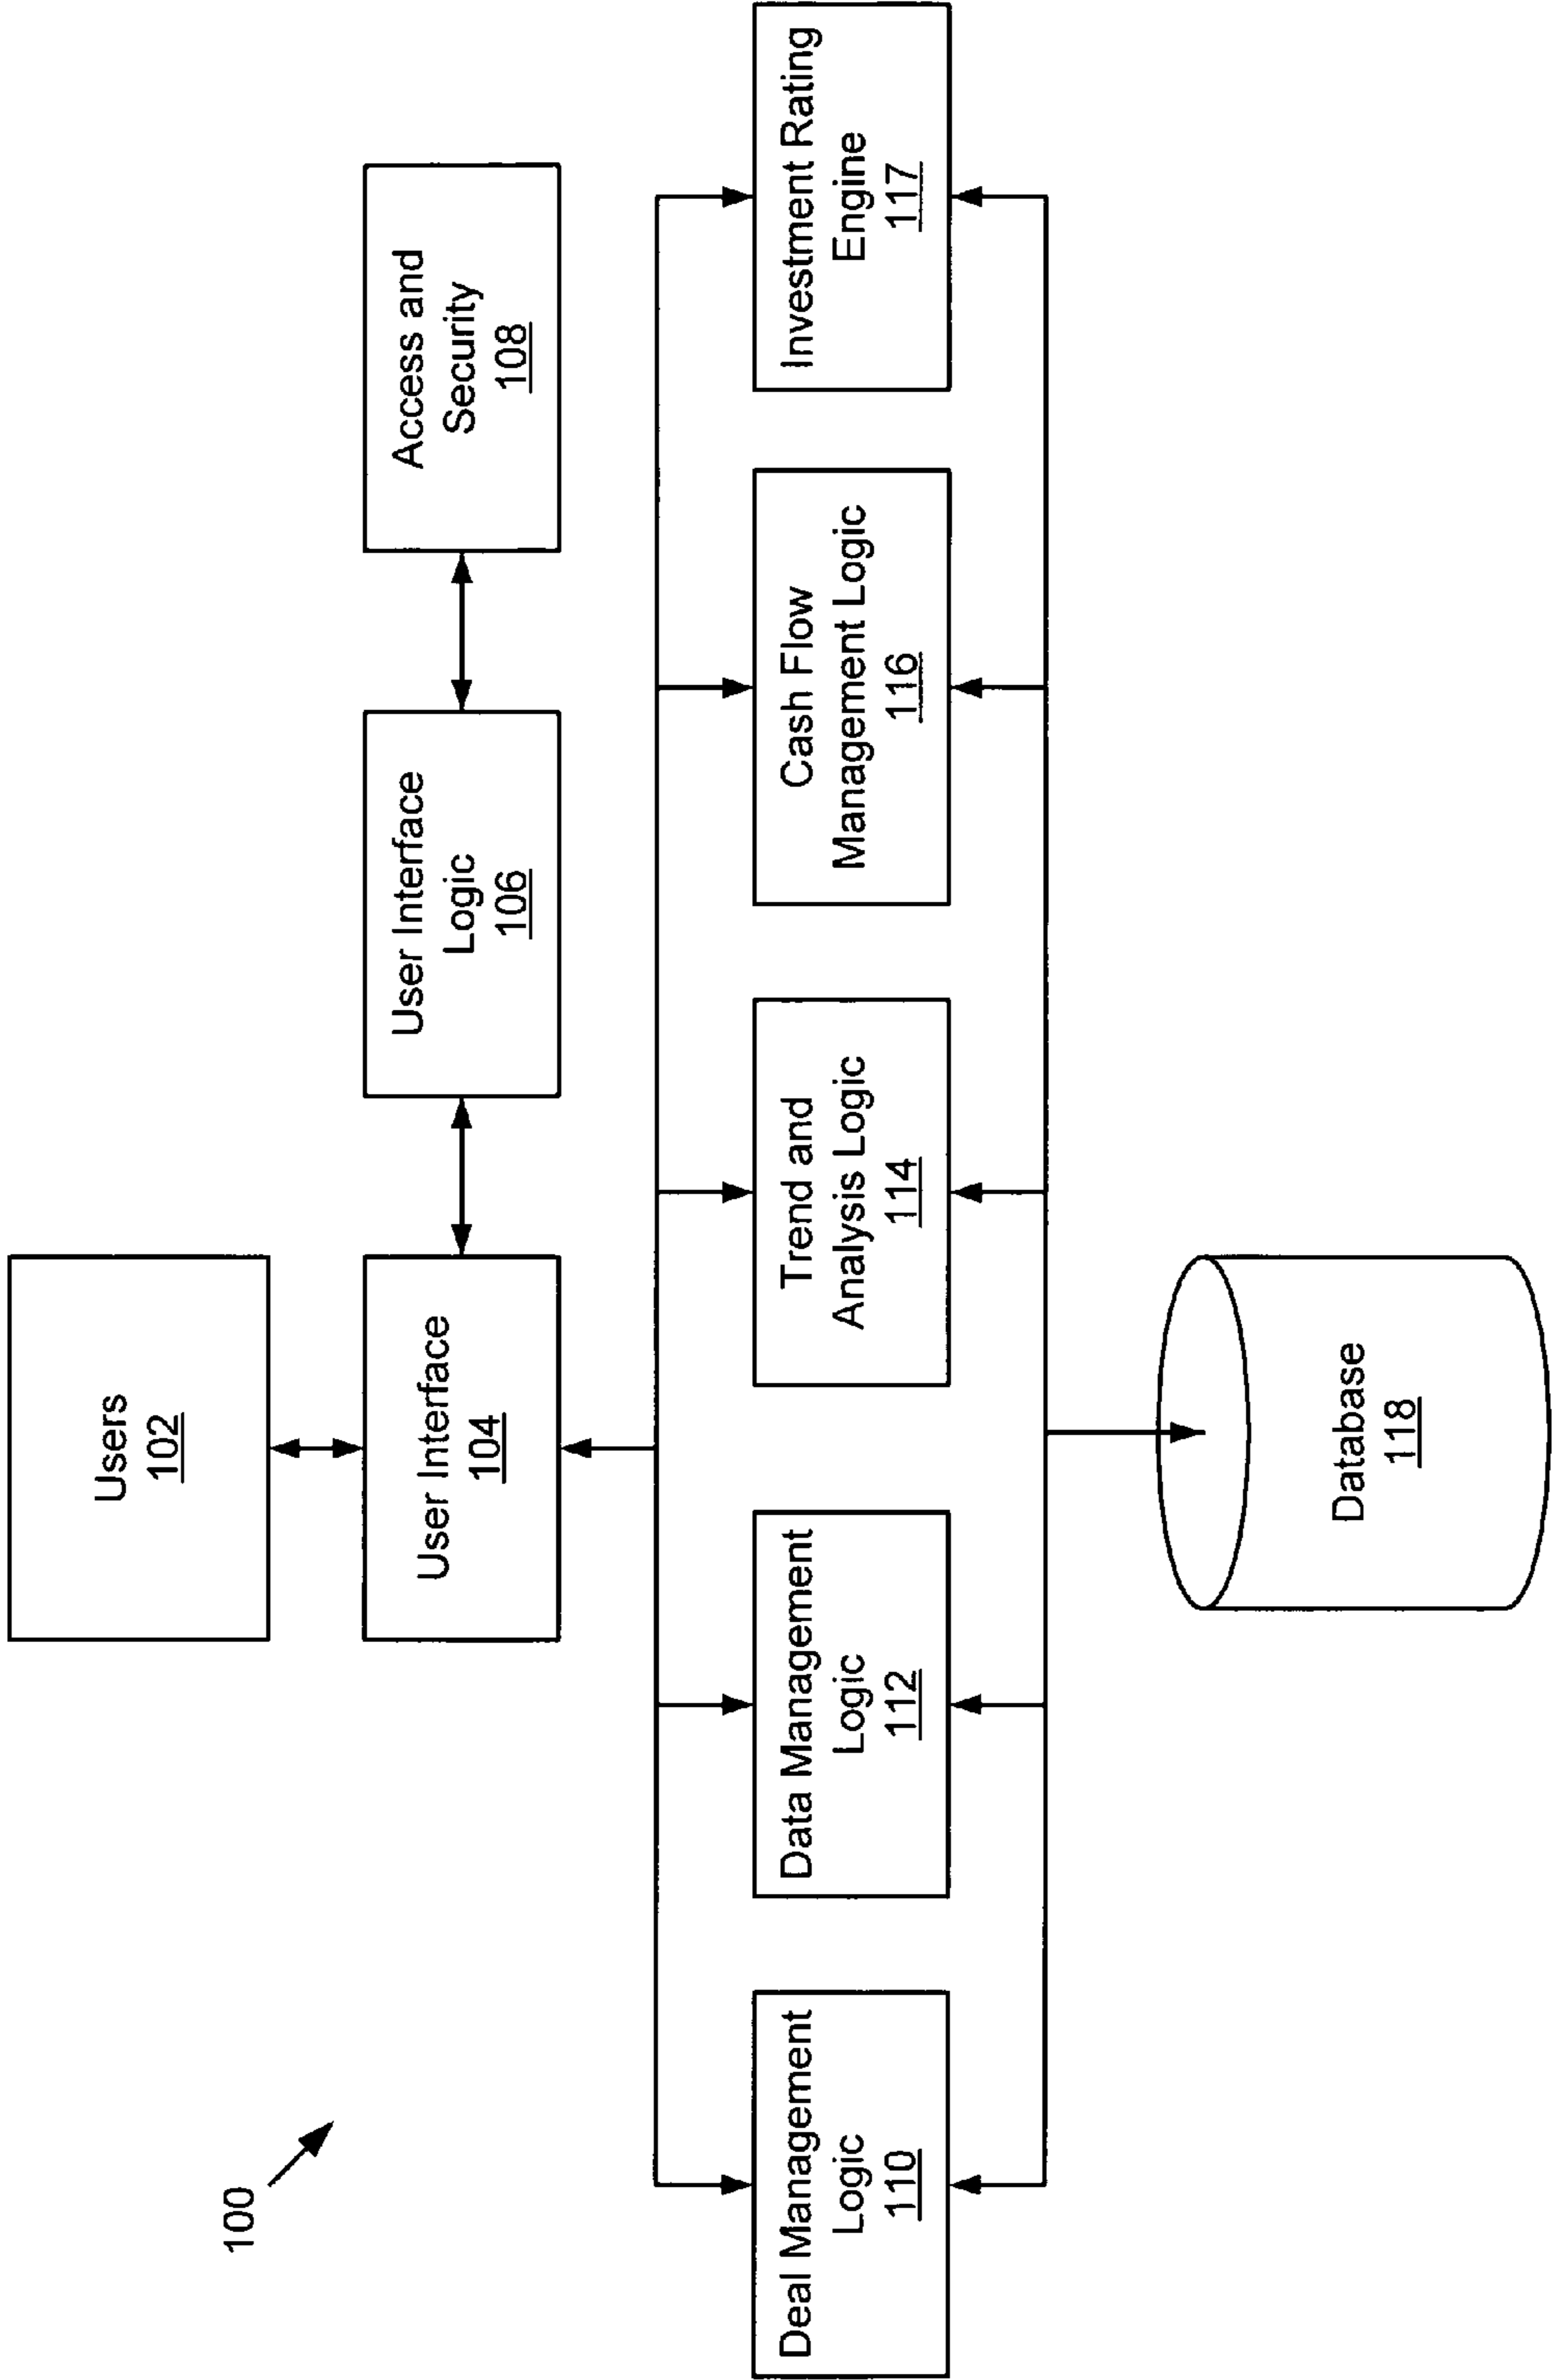 100
Users
102
User Interface
104
User Interface
Logic
106
Access and
Security
108
Deal Management
Logic
110
Data Management
Logic
112
Trend and
Analysis Logic
114
Cash Flow
Management Logic
116
Investment Rating
Engine
117
Database
118